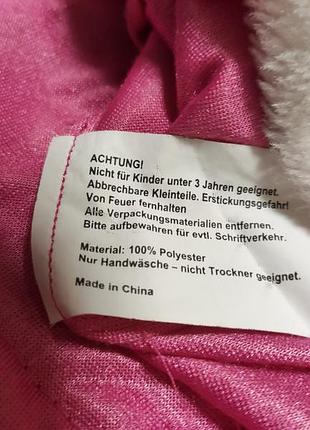 ACHTUNG!
Nicht für Kinder unter 3 Jahren geeignet.
Abbrechbare Kleinteile. Erstickungsgefahr!
Von Feuer fernhalten
Alle Verpackungsmaterialien entfernen.
Bitte aufbewahren für evtl. Schriftverkehr.
Material: 100% Polyester
Nur Handwäsche – nicht Trockner geeignet.
Made in China